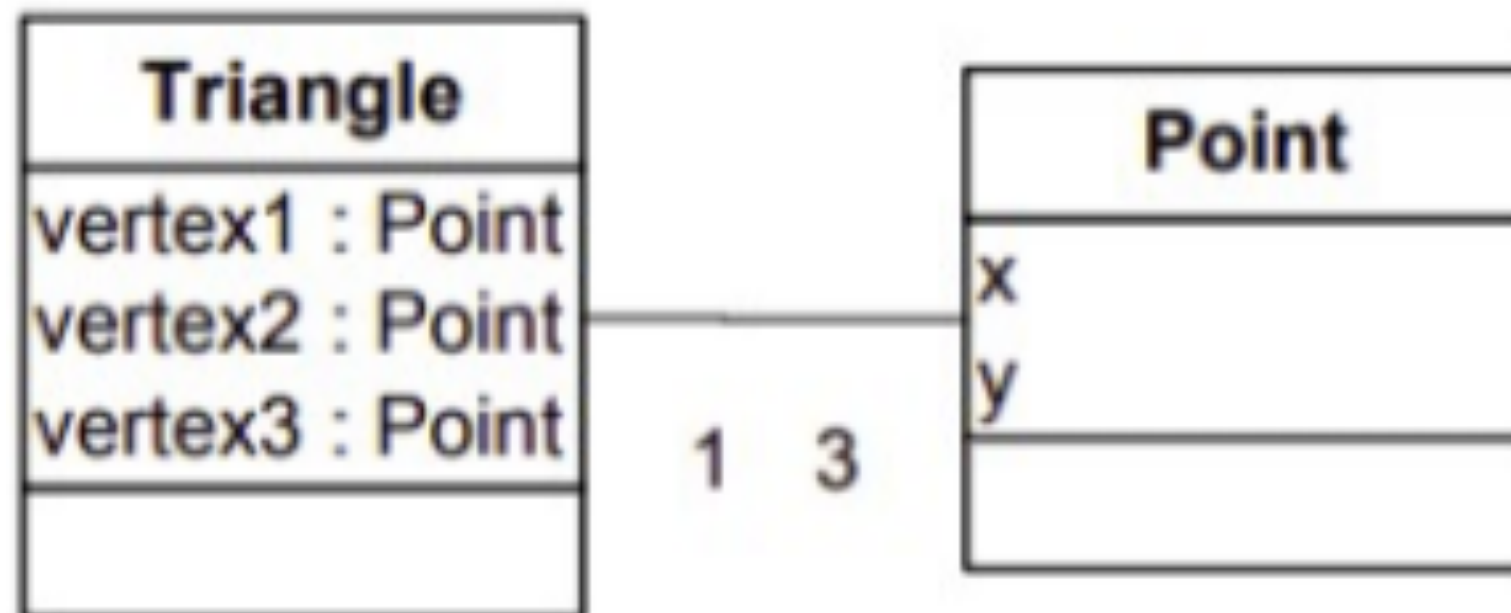 Triangle
vertex1 : Point
vertex2 : Point
vertex3 : Point
1 3
Point
x
y